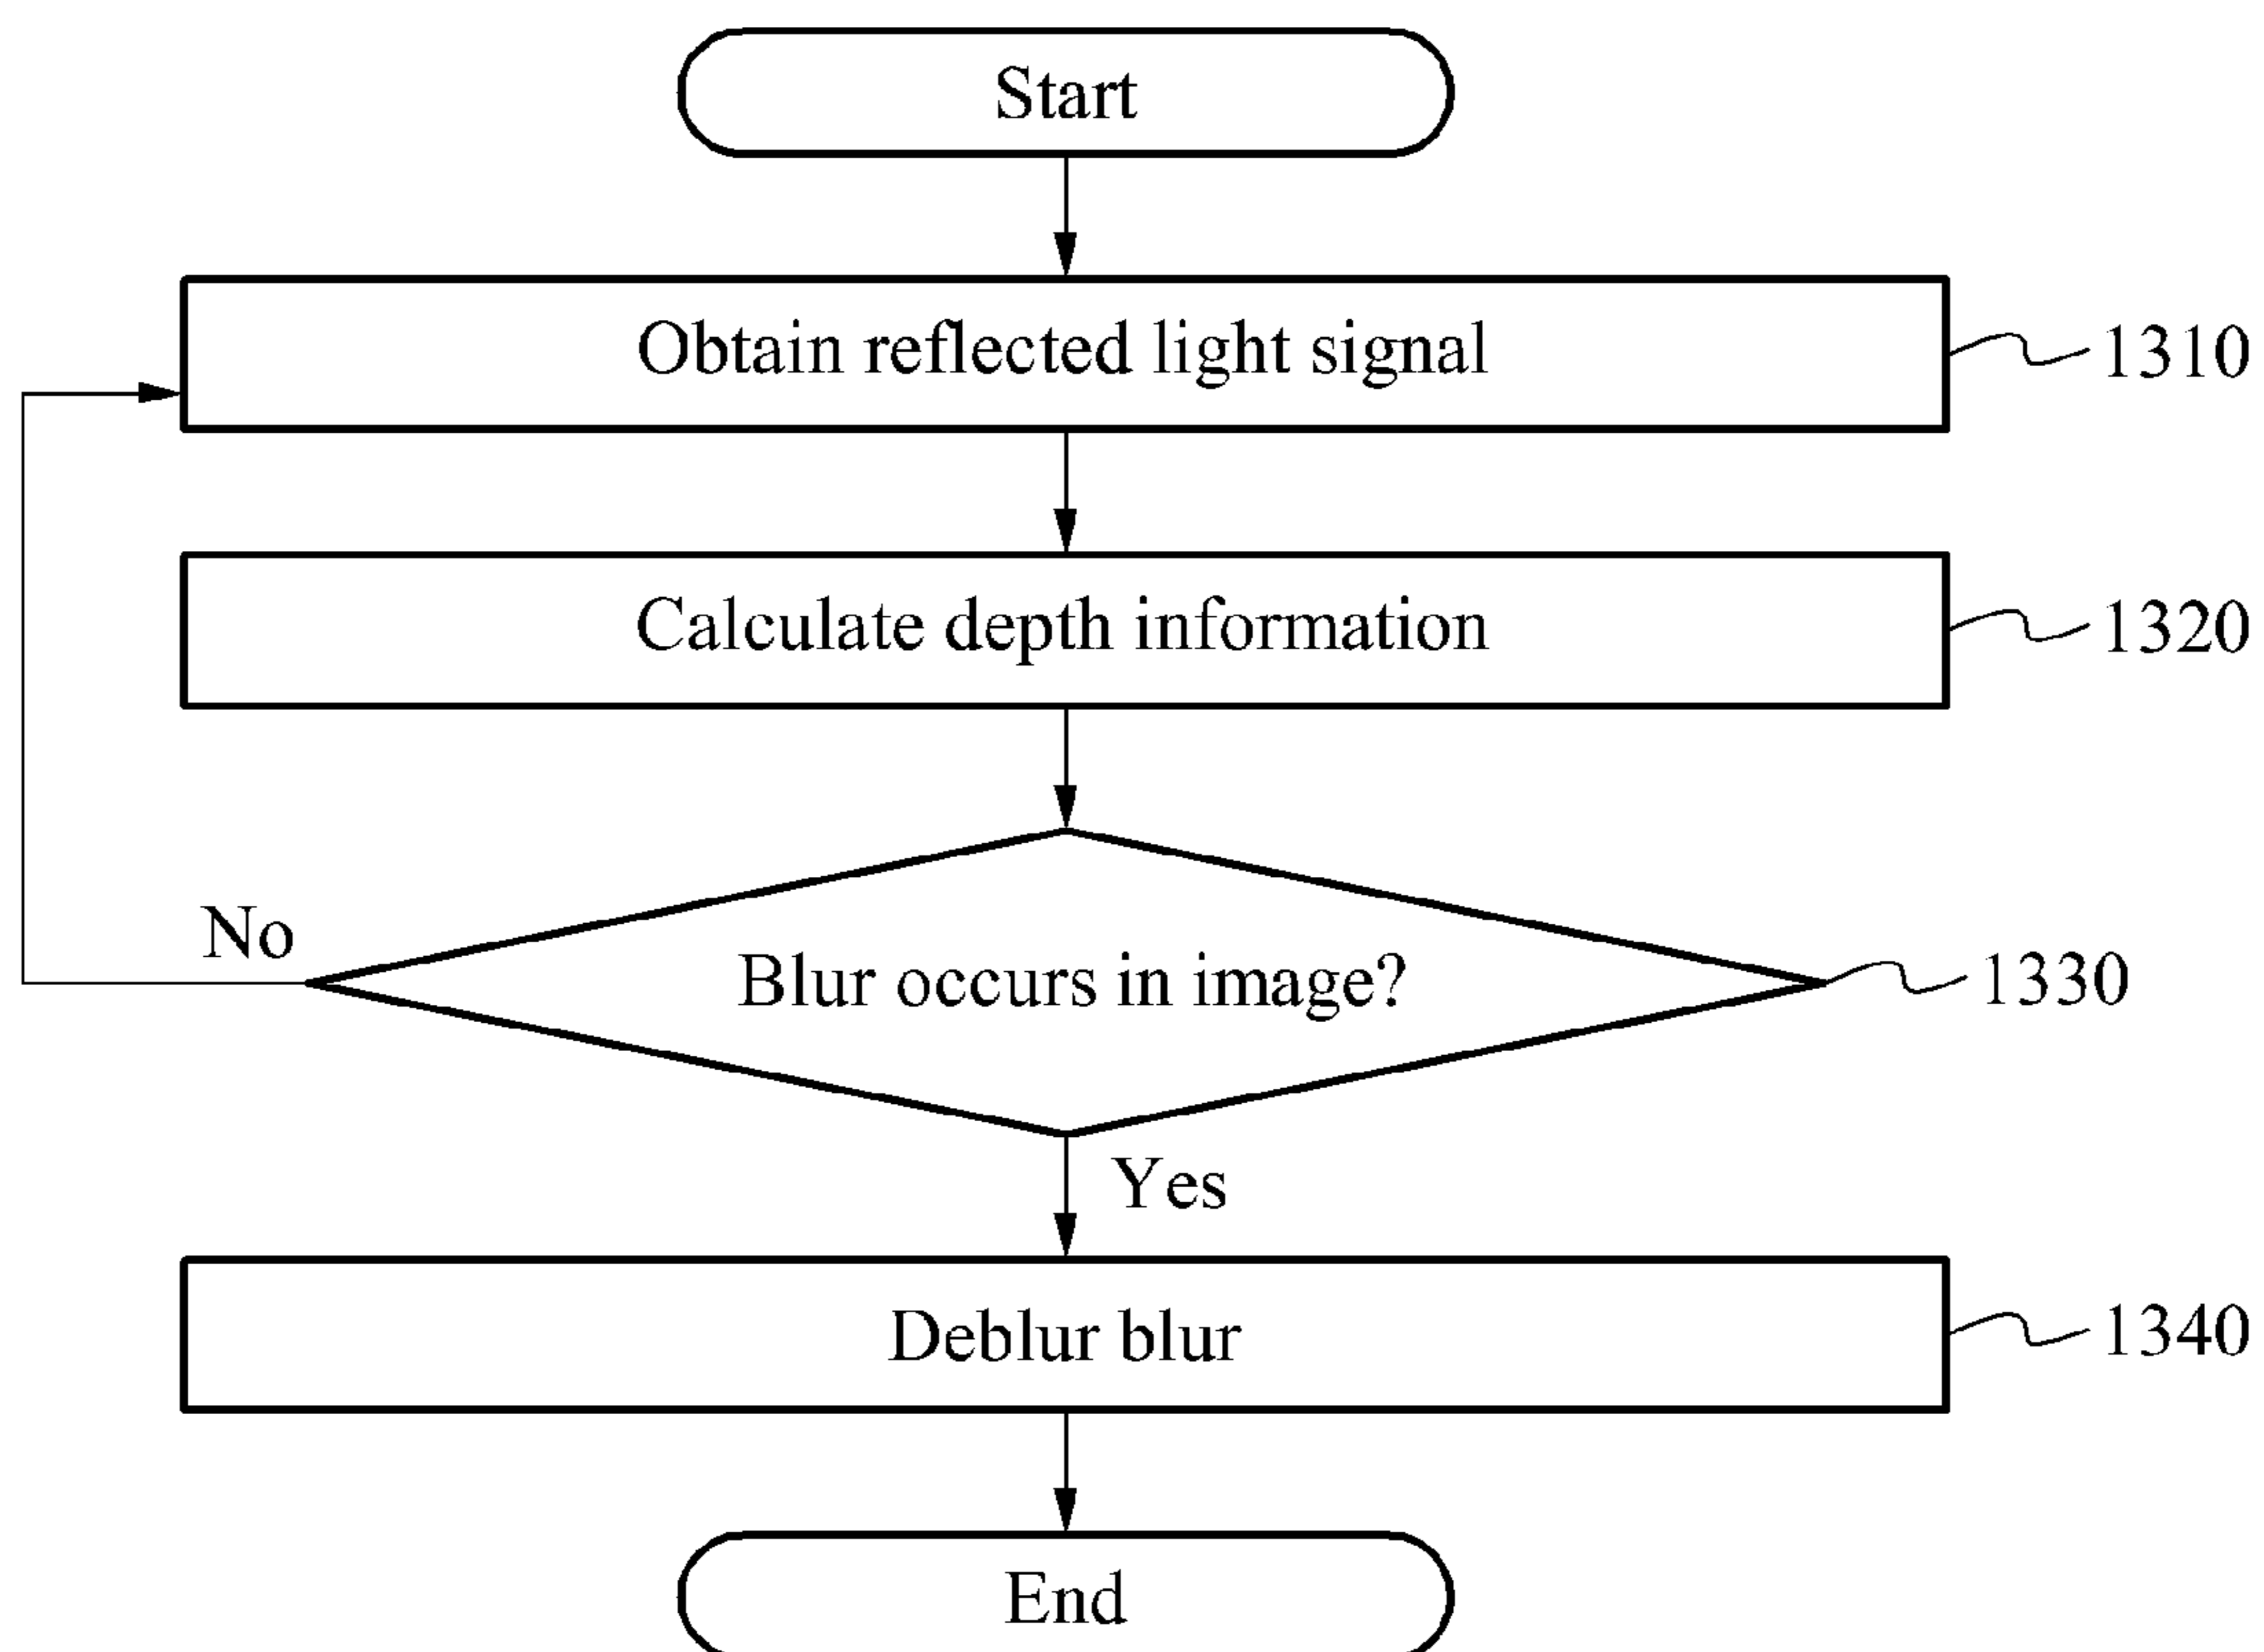 Start
Obtain reflected light signal
1310
Calculate depth information
1320
No
Blur occurs in image?
1330
Yes
Deblur blur
1340
End